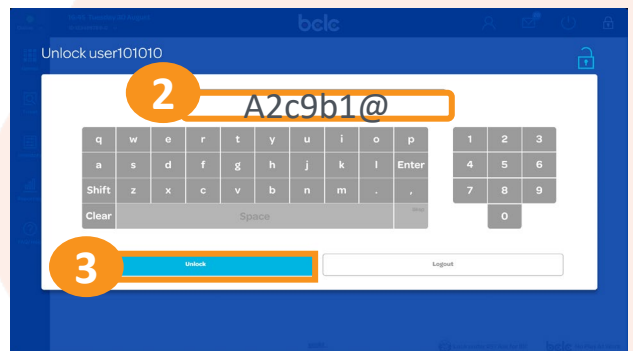 bclc
Unlock user101010
2
A2c9b1@
q w e r t y u i o p 1 2 3
a s d f g h j k l Enter 4 5 6
Shift z x c v b n m . , 7 8 9
Clear Space 0
3 Unlock Logout
bclc